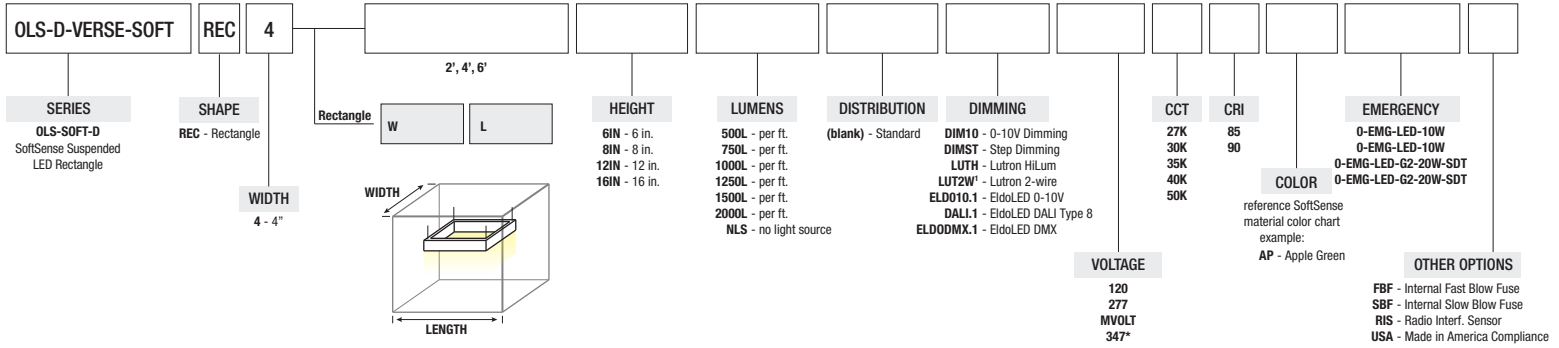 OLS-D-VERSE-SOFT REC 4
2', 4', 6'
SERIES
OLS-SOFT-D
SoftSense Suspended
LED Rectangle
SHAPE
REC - Rectangle
WIDTH
4 - 4"
Rectangle
W
L
WIDTH
LENGTH
HEIGHT
6IN - 6 in.
8IN - 8 in.
12IN - 12 in.
16IN - 16 in.
LUMENS
500L - per ft.
750L - per ft.
1000L - per ft.
1250L - per ft.
1500L - per ft.
2000L - per ft.
NLS - no light source
DISTRIBUTION
(blank) - Standard
DIMMING
DIM10 - 0-10V Dimming
DIMST - Step Dimming
LUTH - Lutron HiLum
LUT2W¹ - Lutron 2-wire
ELD010.1 - EldoLED 0-10V
DALI.1 - EldoLED DALI Type 8
ELDODMX.1 - EldoLED DMX
VOLTAGE
120
277
MVOLT
347*
CCT
27K
30K
35K
40K
50K
CRI
85
90
COLOR
reference SoftSense
material color chart
example:
AP - Apple Green
EMERGENCY
0-EMG-LED-10W
0-EMG-LED-10W
0-EMG-LED-G2-20W-SDT
0-EMG-LED-G2-20W-SDT
OTHER OPTIONS
FBF - Internal Fast Blow Fuse
SBF - Internal Slow Blow Fuse
RIS - Radio Interf. Sensor
USA - Made in America Compliance